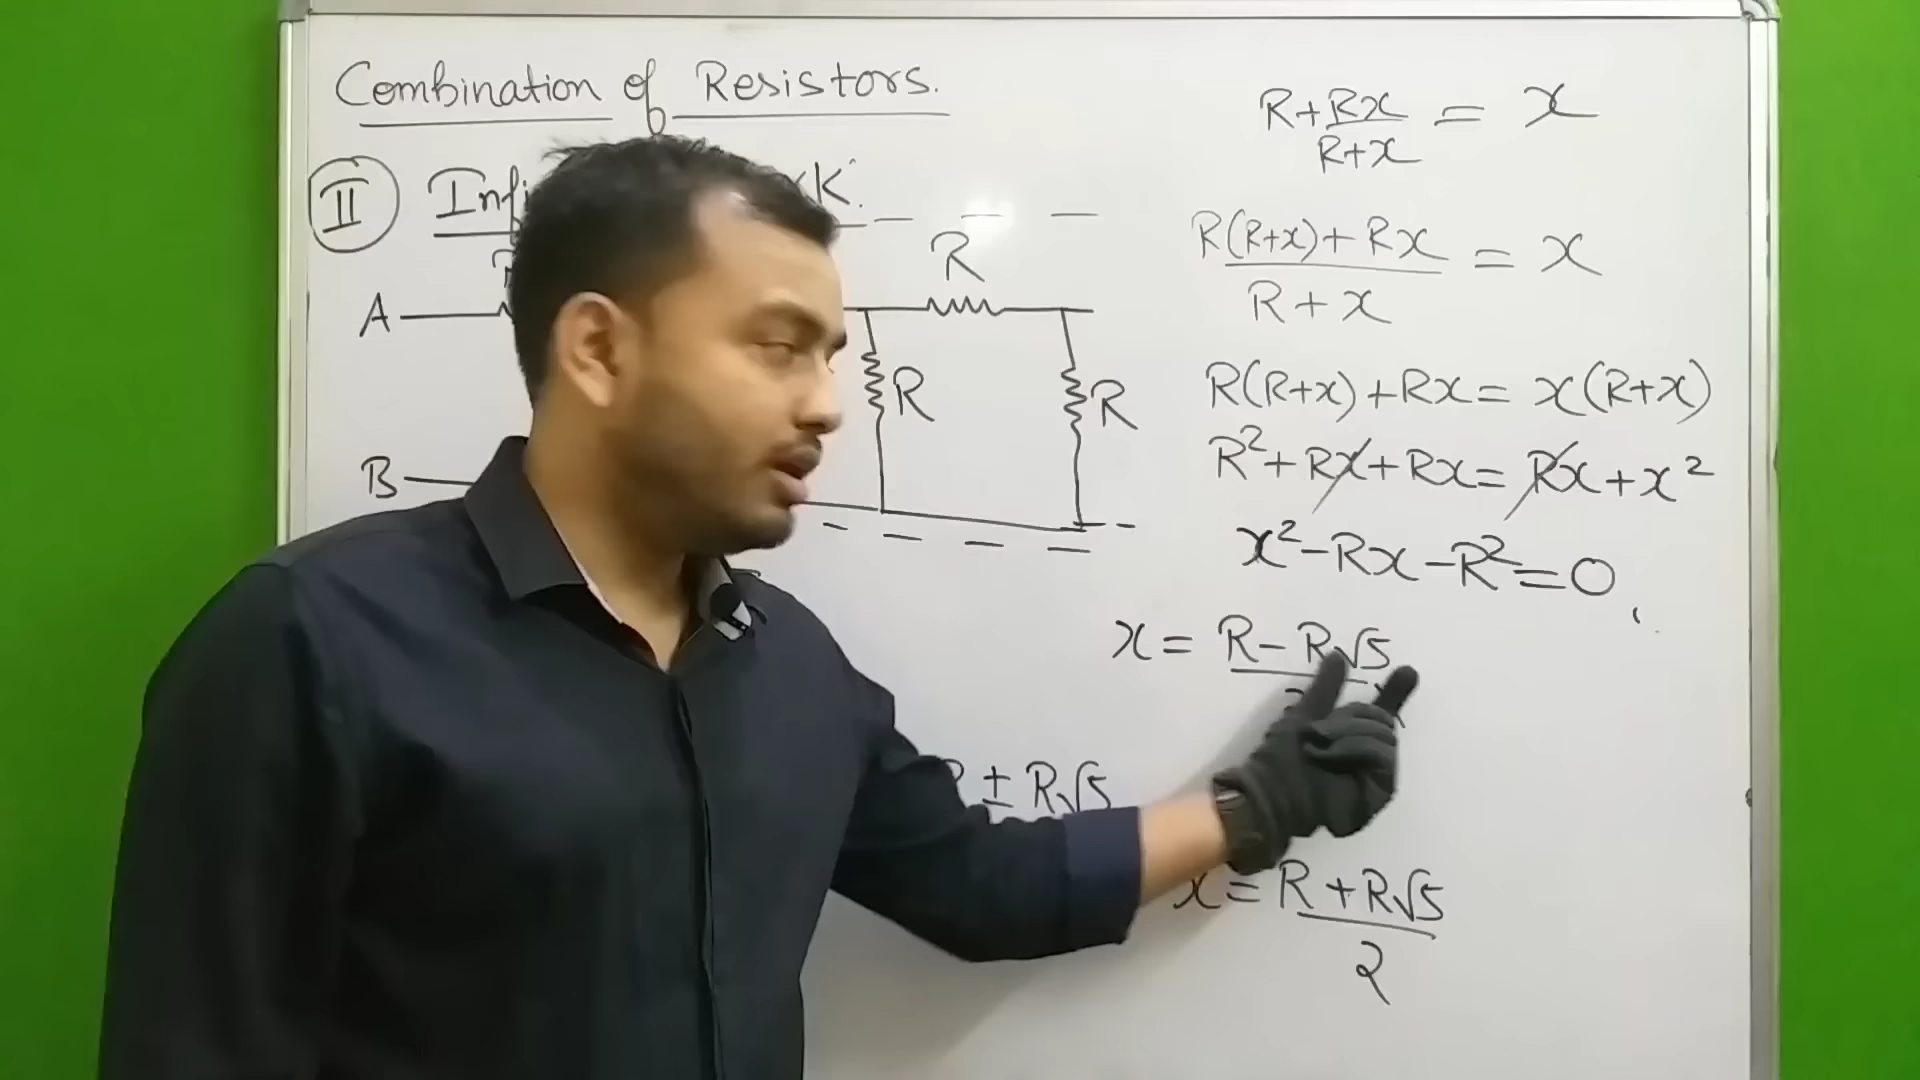 Combination of Resistors.
II
R
A
R
R
B
R + Rx/R+x = x
R(R+x) + Rx / R + x = x
R(R+x) + Rx = x(R+x)
R² + Rx + Rx = Rx + x²
x² - Rx - R² = 0
x = R - R√5
± R√5
x = R + R√5 / 2